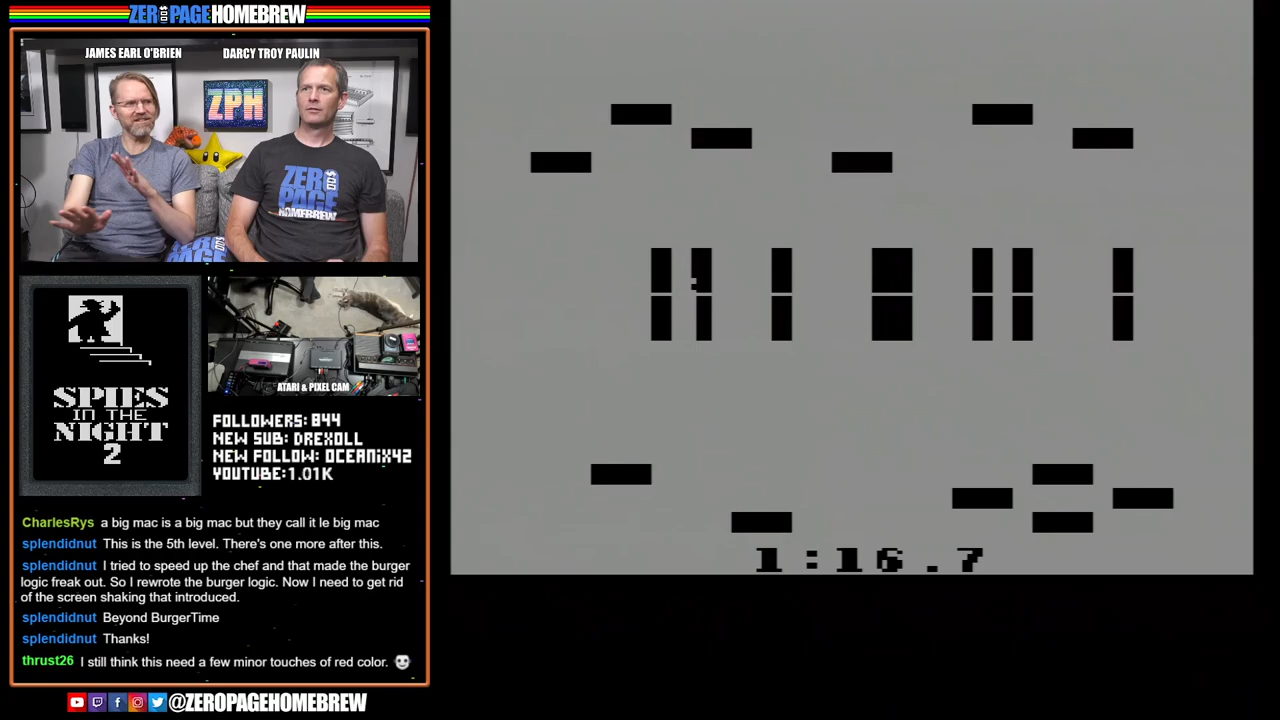 ZER$00PAGEHOMEBREW
JAMES EARL O'BRIEN
DARCY TROY PAULIN
ZPH
ZERO
PAGE
HOMEBREW
ATARI & PIXEL CAM
SPIES
IN THE
NIGHT
2
FOLLOWERS: 844
NEW SUB: DREXOLL
NEW FOLLOW: OCEANIX42
YOUTUBE:1.01K
CharlesRys a big mac is a big mac but they call it le big mac
splendidnut This is the 5th level. There's one more after this.
splendidnut I tried to speed up the chef and that made the burger
logic freak out. So I rewrote the burger logic. Now I need to get rid
of the screen shaking that introduced.
splendidnut Beyond BurgerTime
splendidnut Thanks!
thrust26 I still think this need a few minor touches of red color.
@ZEROPAGEHOMEBREW
1:16.7